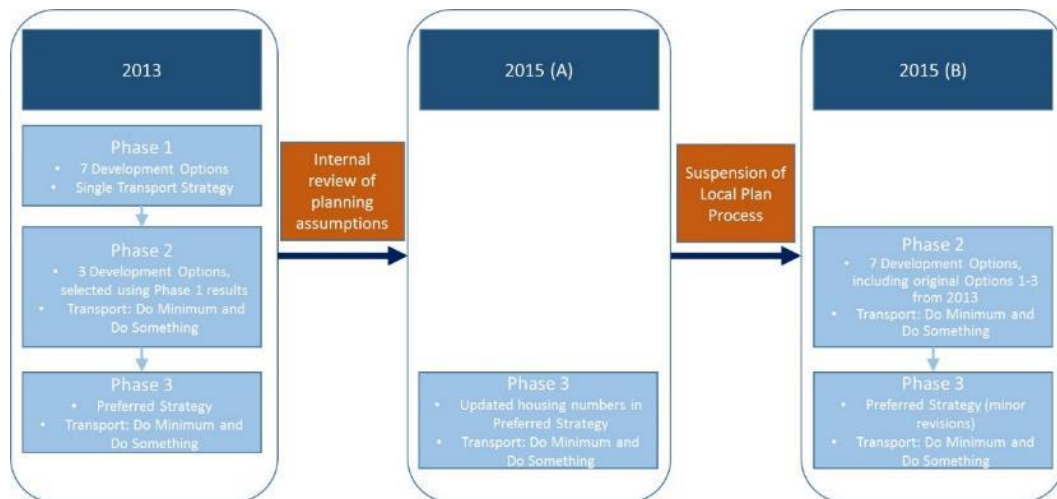 2013
Phase 1
• 7 Development Options
• Single Transport Strategy
Phase 2
• 3 Development Options,
selected using Phase 1 results
• Transport: Do Minimum and
Do Something
Phase 3
• Preferred Strategy
• Transport: Do Minimum and
Do Something
Internal
review of
planning
assumptions
2015 (A)
Phase 3
• Updated housing numbers in
Preferred Strategy
• Transport: Do Minimum and
Do Something
Suspension of
Local Plan
Process
2015 (B)
Phase 2
• 7 Development Options,
including original Options 1-3
from 2013
• Transport: Do Minimum and
Do Something
Phase 3
• Preferred Strategy (minor
revisions)
• Transport: Do Minimum and
Do Something